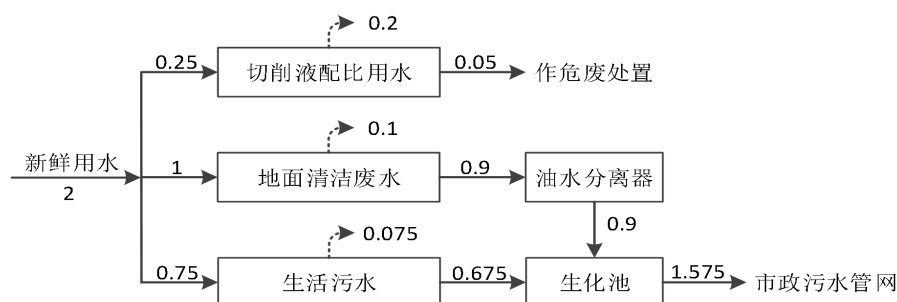 0.2
0.25
切削液配比用水
0.05
作危废处置
0.1
新鲜用水
2
1
地面清洁废水
0.9
油水分离器
0.9
0.075
0.75
生活污水
0.675
生化池
1.575
市政污水管网